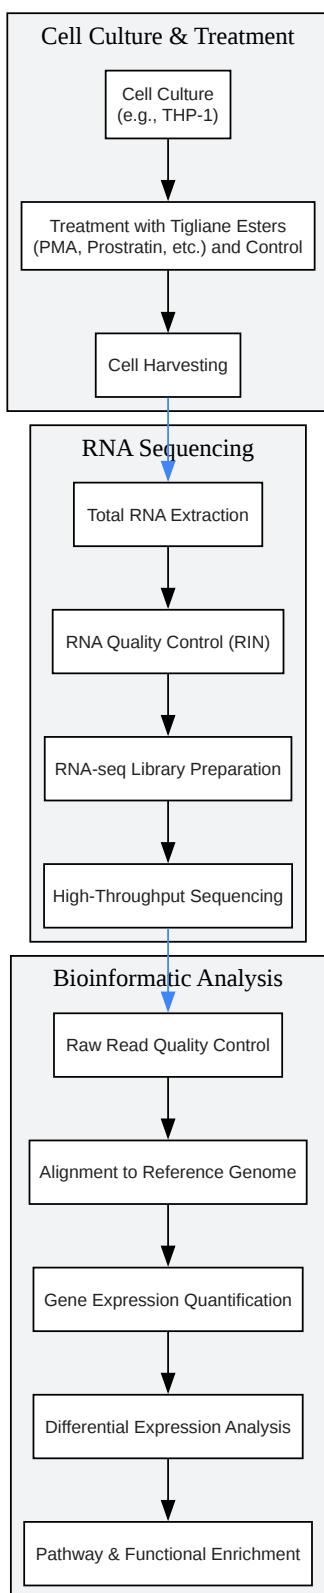 Cell Culture & Treatment
Cell Culture
(e.g., THP-1)
Treatment with Tigliane Esters
(PMA, Prostratin, etc.) and Control
Cell Harvesting
RNA Sequencing
Total RNA Extraction
RNA Quality Control (RIN)
RNA-seq Library Preparation
High-Throughput Sequencing
Bioinformatic Analysis
Raw Read Quality Control
Alignment to Reference Genome
Gene Expression Quantification
Differential Expression Analysis
Pathway & Functional Enrichment